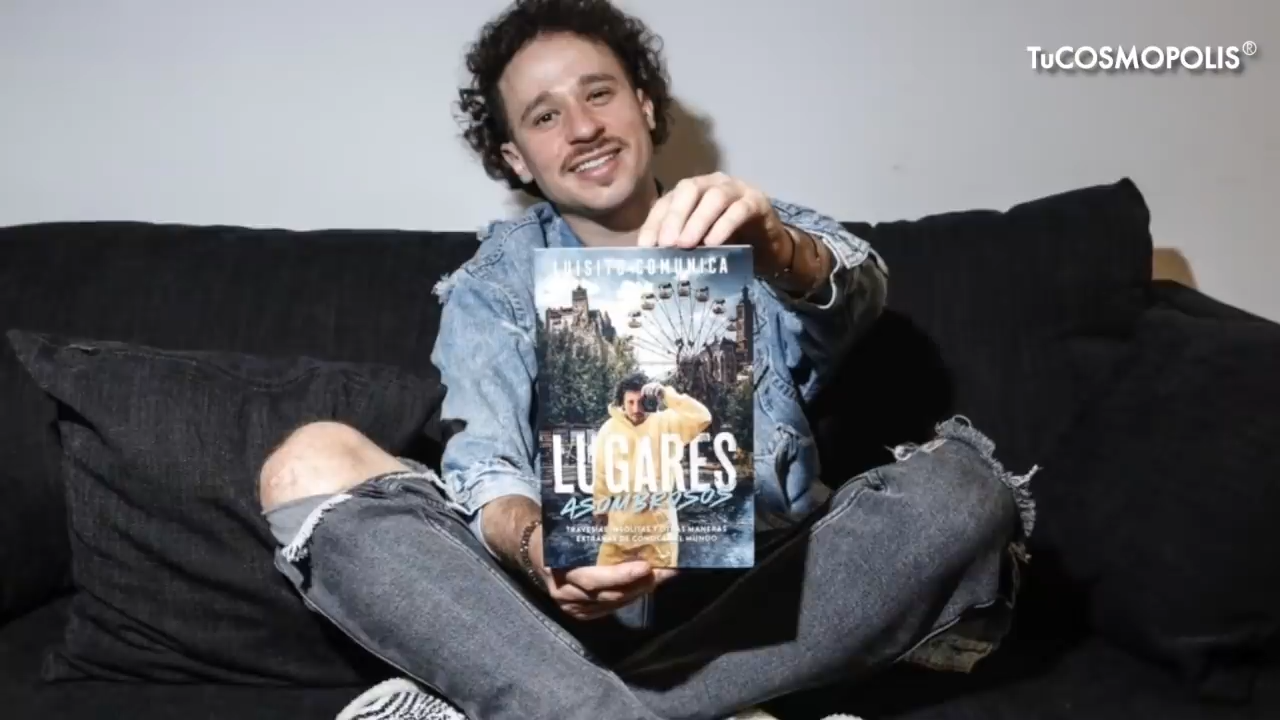 TuCOSMOPOLIS®
LUISITO COMUNICA
LUGARES
ASOMBROSOS
TRAVESÍAS INSÓLITAS Y OTRAS MANERAS
EXTRAÑAS DE CONOCER EL MUNDO